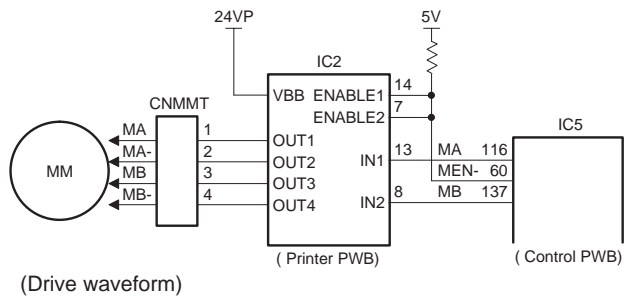 24VP
5V
IC2
CNMMT
VBB ENABLE1 14
ENABLE2 7
IC5
MA 1 OUT1
MA- 2 OUT2
MM
MB 3 OUT3
MB- 4 OUT4
IN1 13 MA 116
MEN- 60
IN2 8 MB 137
( Printer PWB)
( Control PWB)
(Drive waveform)